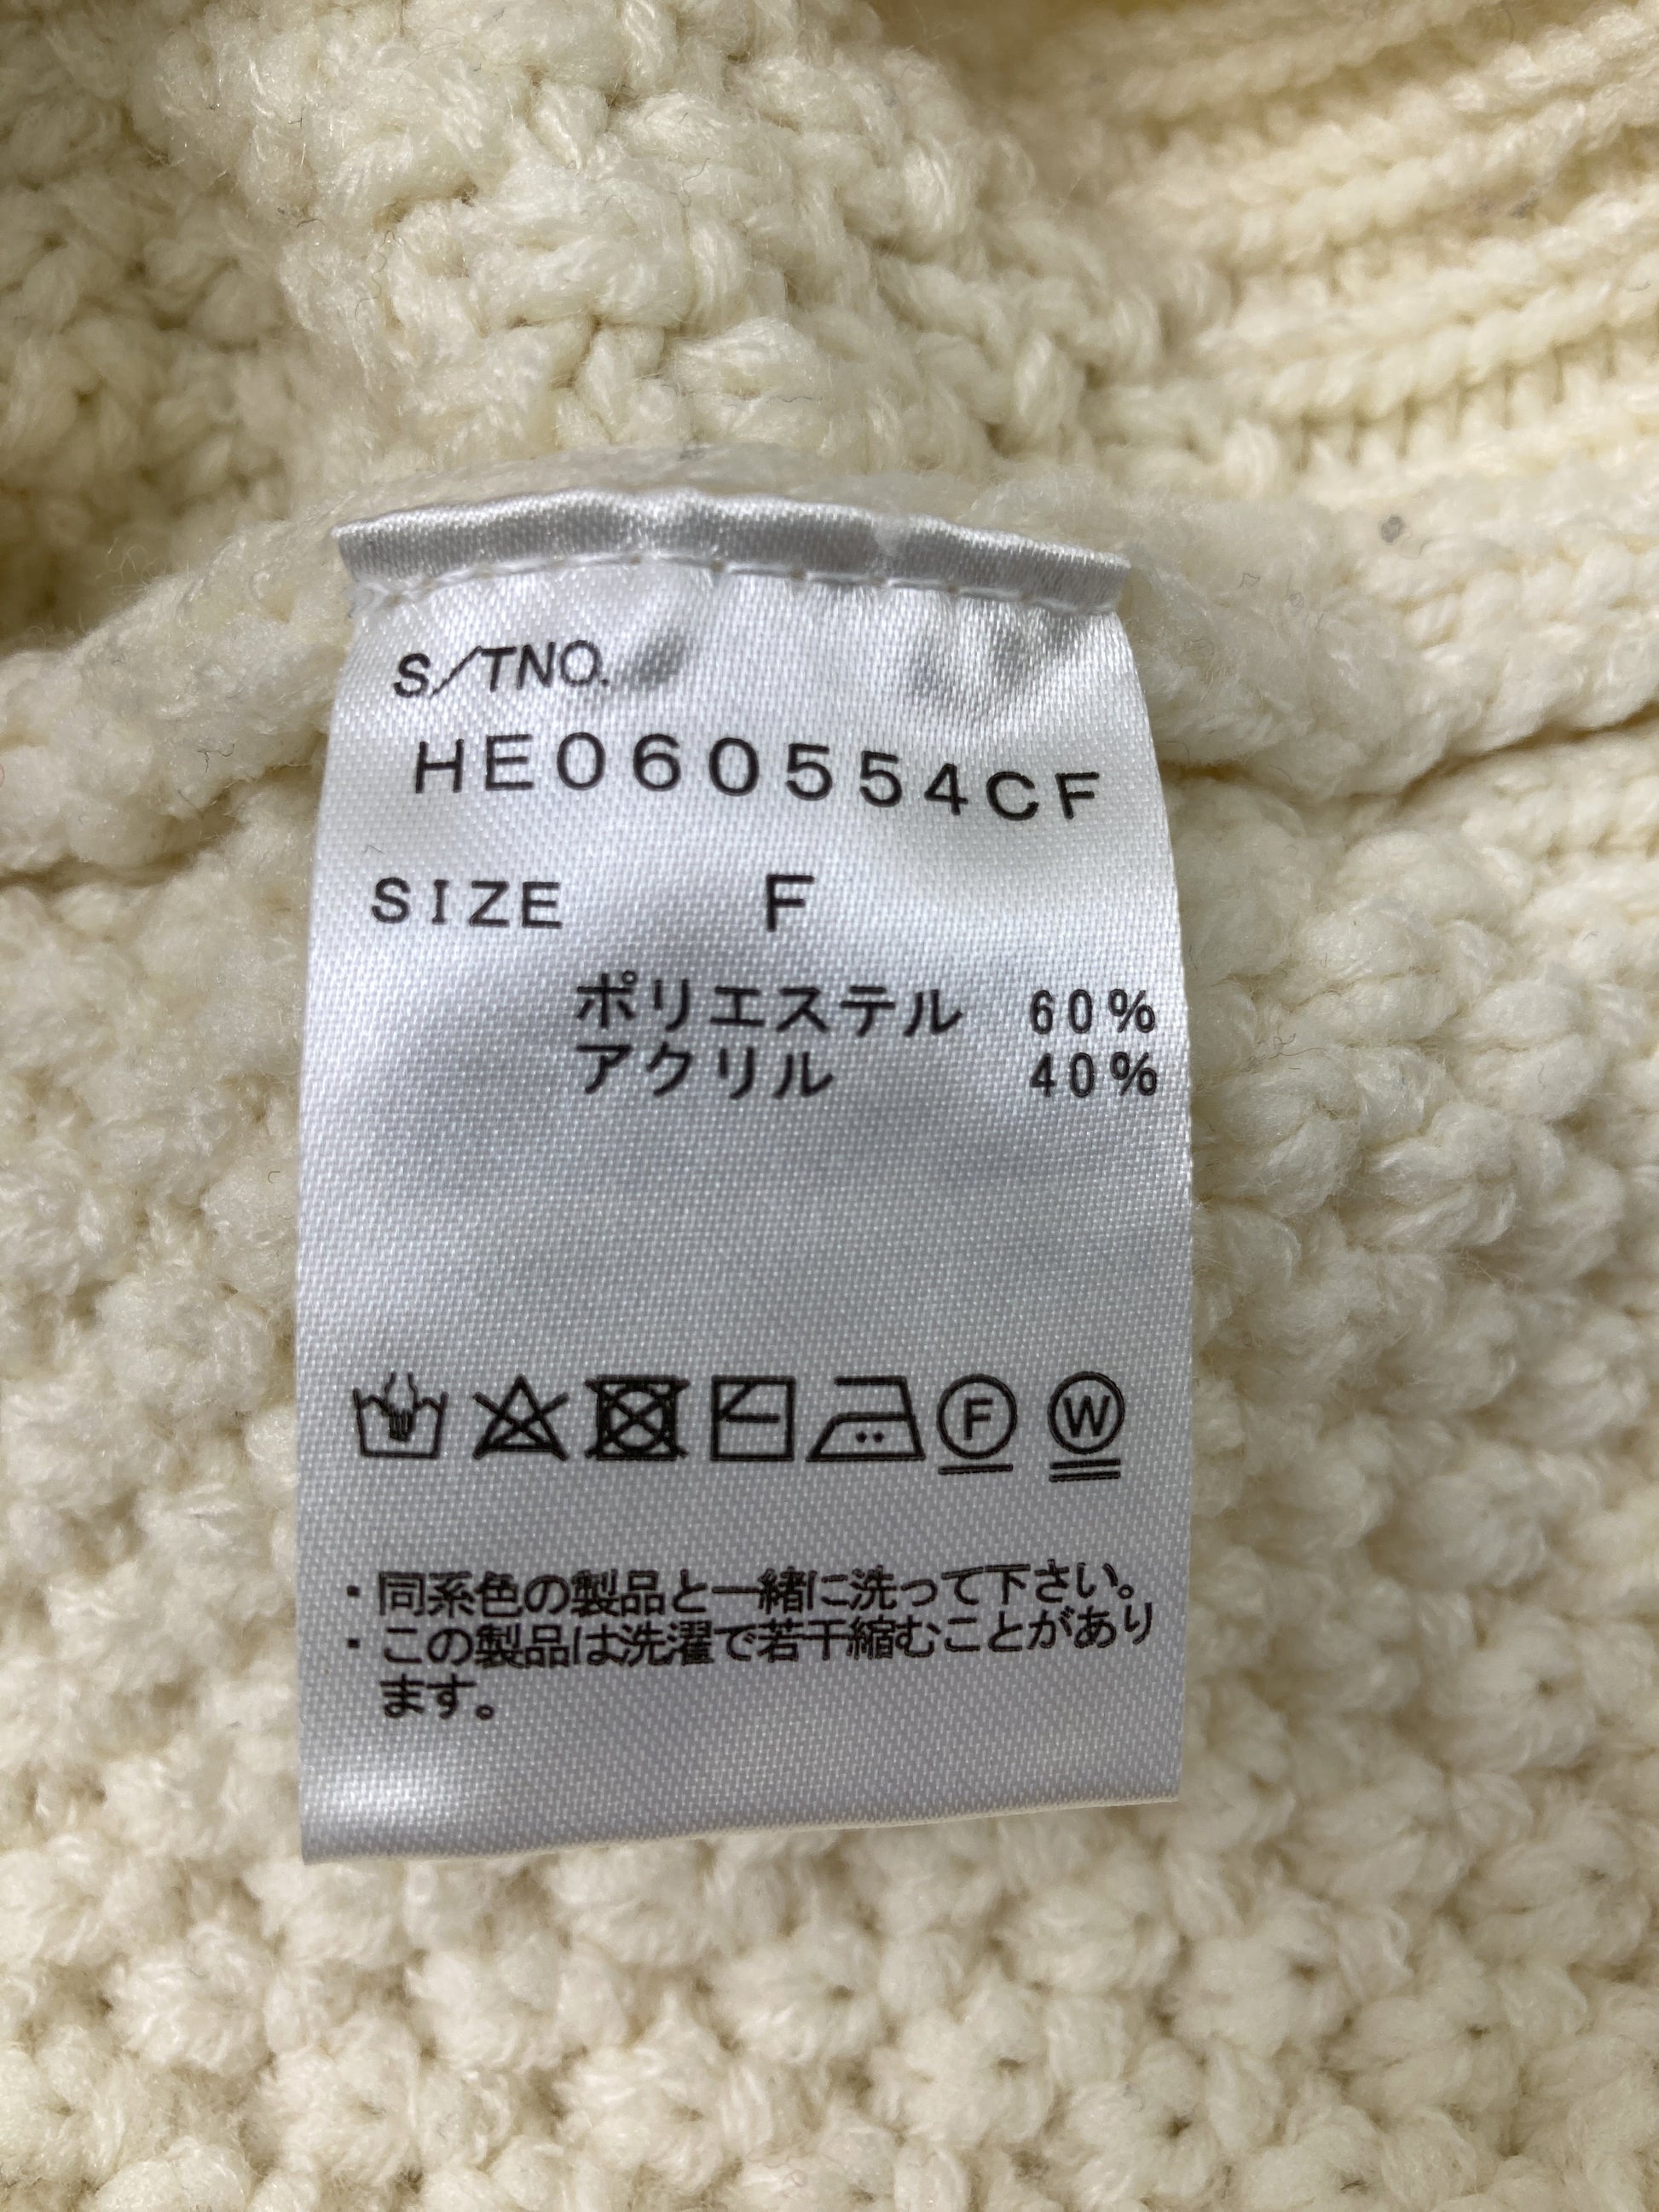 S/TNO.
HE060554CF
SIZE F
ポリエステル 60%
アクリル 40%
F W
・同系色の製品と一緒に洗って下さい。
・この製品は洗濯で若干縮むことがあり
ます。